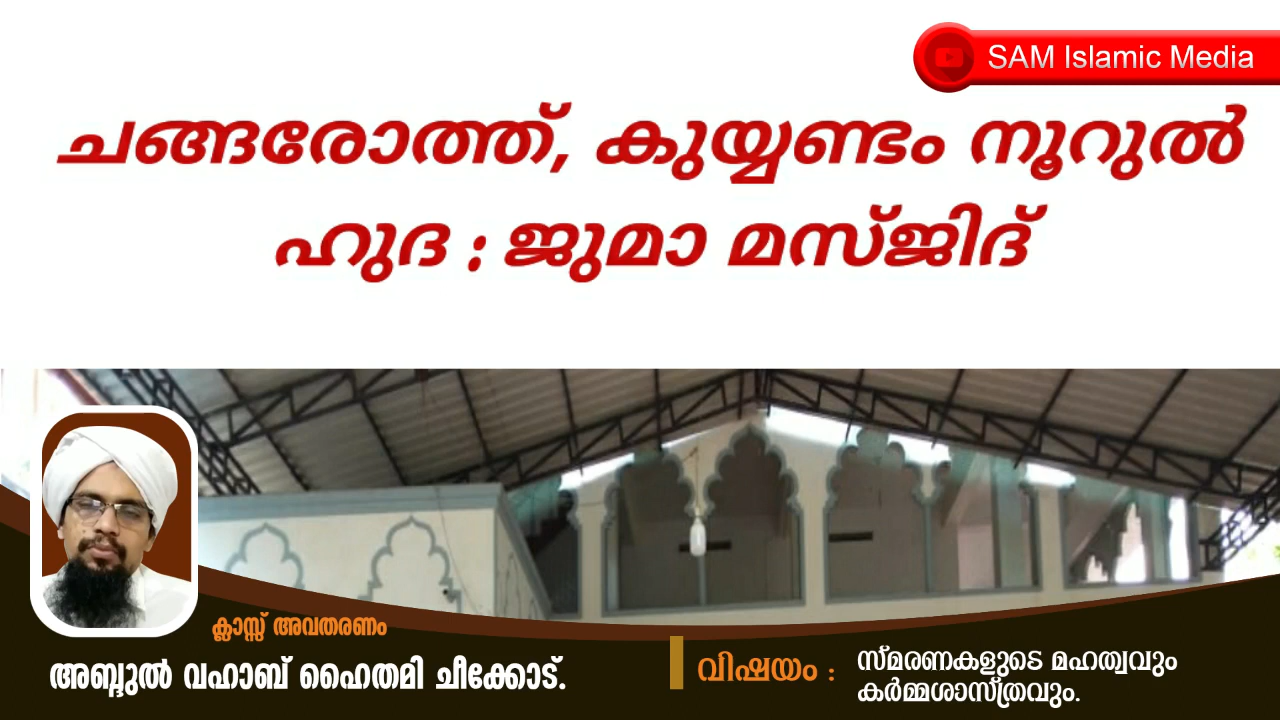 SAM Islamic Media
ചങ്ങരോത്ത്, കുയ്യണ്ടം നൂറുൽ
ഹുദ : ജുമാ മസ്ജിദ്
ക്ലാസ്സ് അവതരണം
അബ്ദുൽ വഹാബ് ഹൈതമി ചീക്കോട്.
വിഷയം :
സ്മരണകളുടെ മഹത്വവും
കർമ്മശാസ്ത്രവും.